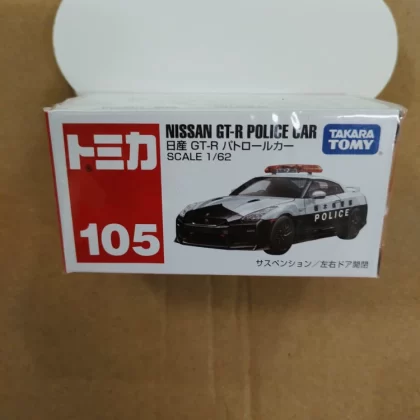 トミカ
105
NISSAN GT-R POLICE CAR
日産 GT-R パトロールカー
SCALE 1/62
TAKARA
TOMY
POLICE
サスペンション/左右ドア開閉